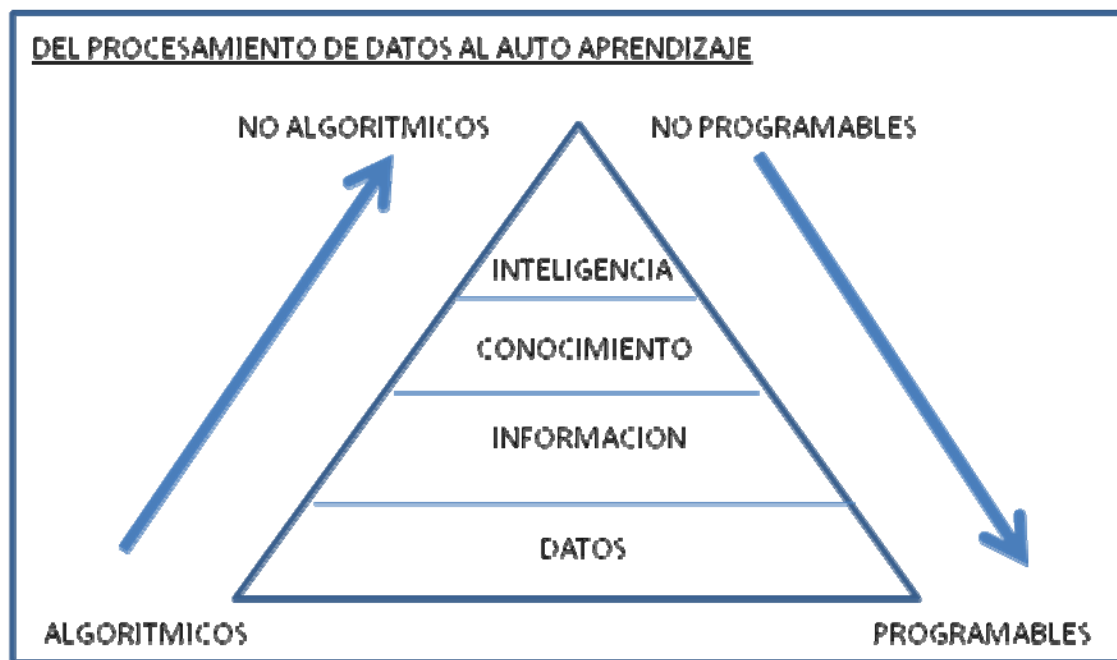 DEL PROCESAMIENTO DE DATOS AL AUTO APRENDIZAJE
NO ALGORITMICOS
NO PROGRAMABLES
INTELIGENCIA
CONOCIMIENTO
INFORMACION
DATOS
ALGORITMICOS
PROGRAMABLES